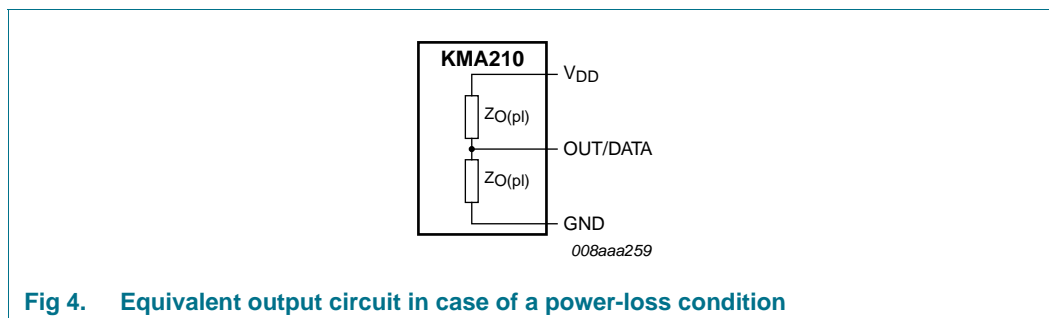 KMA210
VDD
ZO(pl)
OUT/DATA
ZO(pl)
GND
008aaa259
Fig 4. Equivalent output circuit in case of a power-loss condition